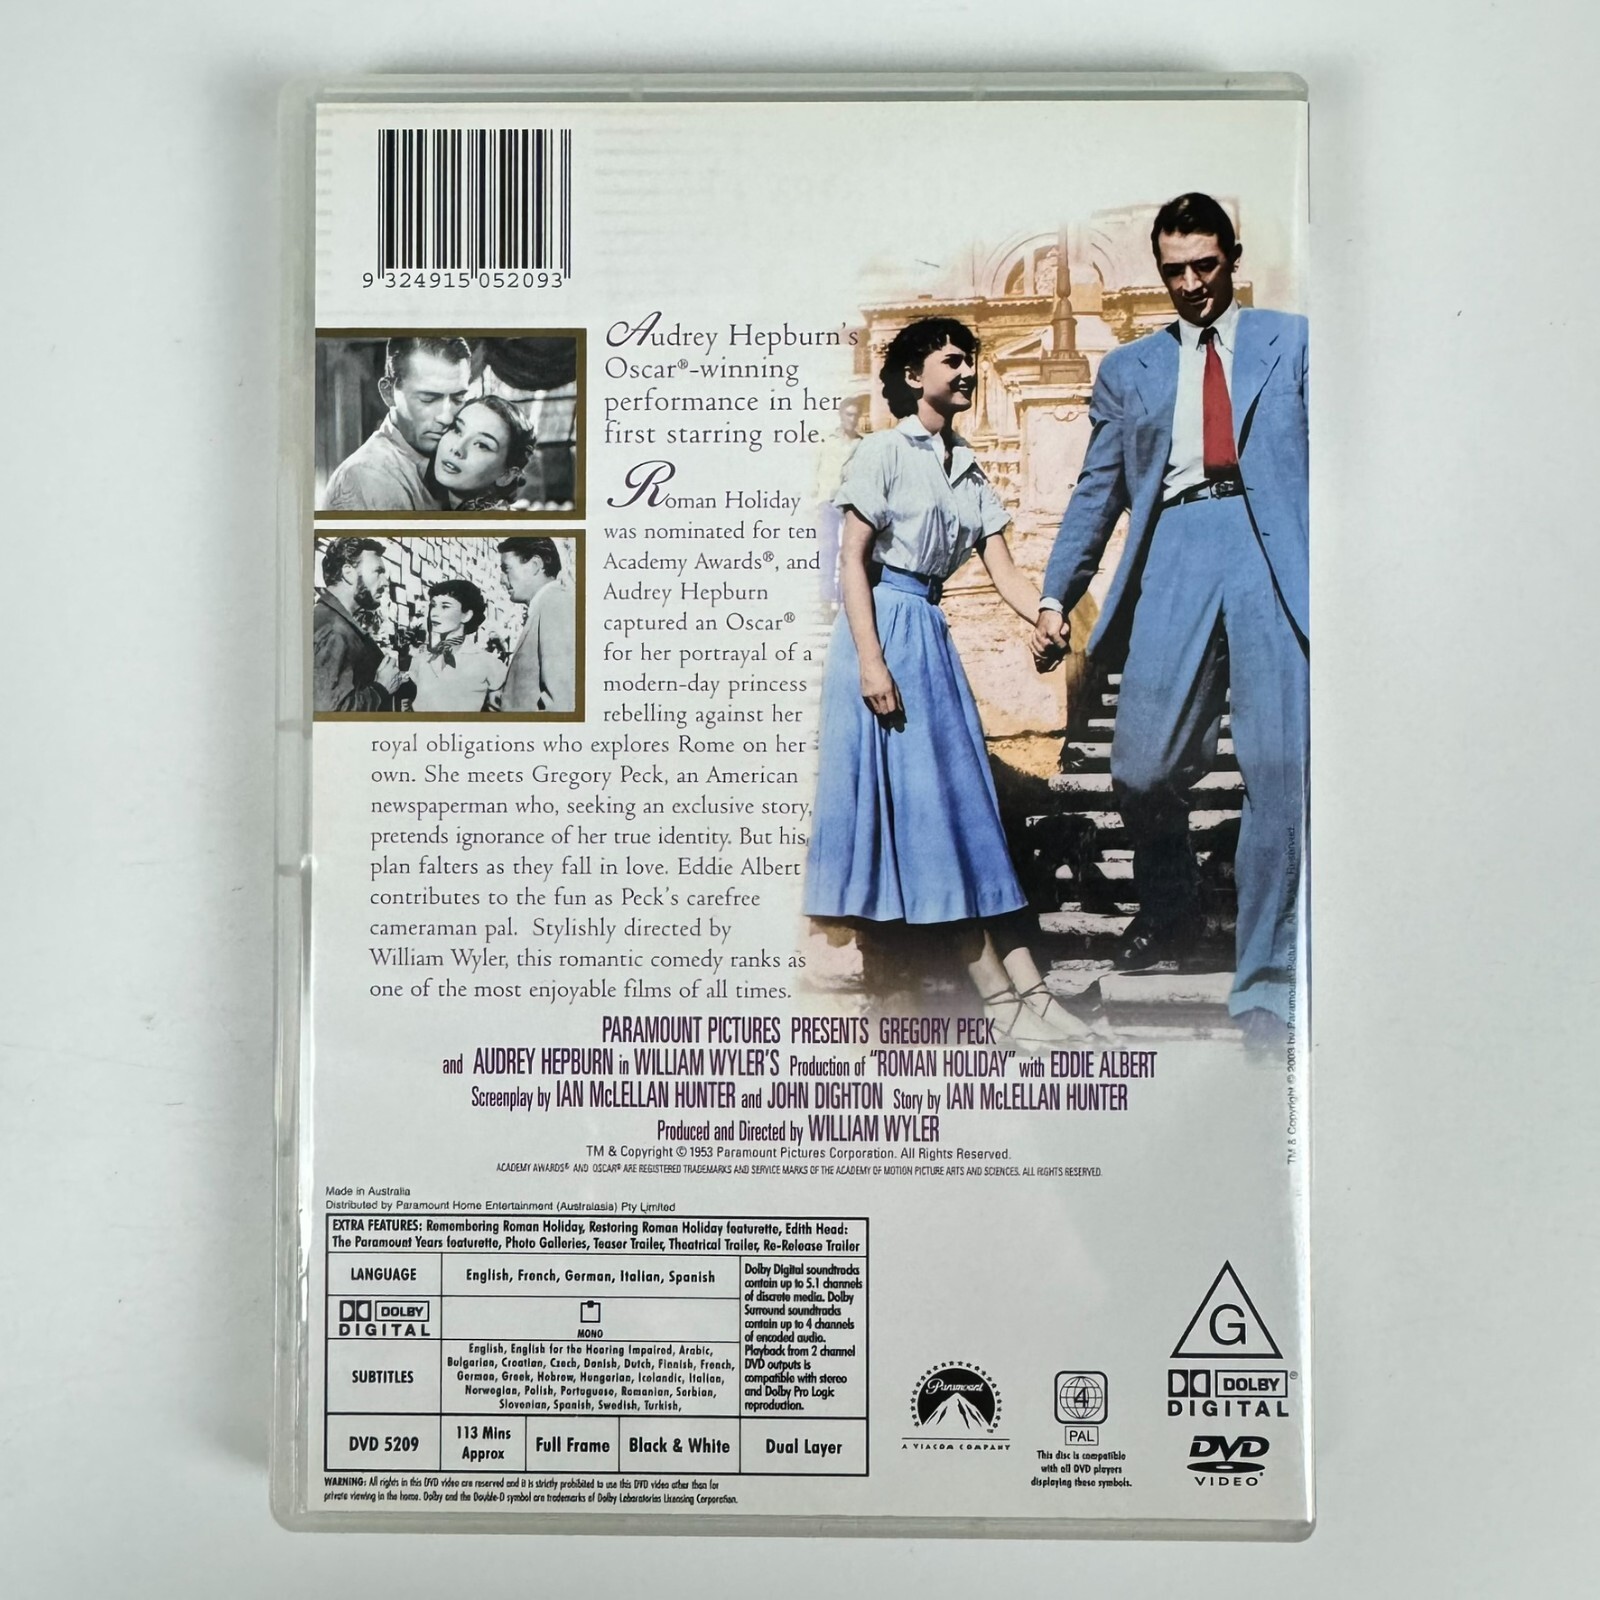 9 324915 052093
Audrey Hepburn's
Oscar®-winning
performance in her
first starring role.
Roman Holiday
was nominated for ten
Academy Awards®, and
Audrey Hepburn
captured an Oscar®
for her portrayal of a
modern-day princess
rebelling against her
royal obligations who explores Rome on her
own. She meets Gregory Peck, an American
newspaperman who, seeking an exclusive story,
pretends ignorance of her true identity. But his
plan falters as they fall in love. Eddie Albert
contributes to the fun as Peck's carefree
cameraman pal. Stylishly directed by
William Wyler, this romantic comedy ranks as
one of the most enjoyable films of all times.
PARAMOUNT PICTURES PRESENTS GREGORY PECK
and AUDREY HEPBURN in WILLIAM WYLER'S Production of "ROMAN HOLIDAY" with EDDIE ALBERT
Screenplay by IAN McLELLAN HUNTER and JOHN DIGHTON Story by IAN McLELLAN HUNTER
Produced and Directed by WILLIAM WYLER
TM & Copyright © 1953 Paramount Pictures Corporation. All Rights Reserved.
ACADEMY AWARDS® AND OSCAR® ARE REGISTERED TRADEMARKS AND SERVICE MARKS OF THE ACADEMY OF MOTION PICTURE ARTS AND SCIENCES. ALL RIGHTS RESERVED.
TM & Copyright © 2003 by Paramount Pictures. All Rights Reserved.
Made in Australia
Distributed by Paramount Home Entertainment (Australasia) Pty Limited
EXTRA FEATURES: Remembering Roman Holiday, Restoring Roman Holiday featurette, Edith Head:
The Paramount Years featurette, Photo Galleries, Teaser Trailer, Theatrical Trailer, Re-Release Trailer
LANGUAGE
English, French, German, Italian, Spanish
DOLBY
DIGITAL
MONO
SUBTITLES
English, English for the Hearing Impaired, Arabic,
Bulgarian, Croatian, Czech, Danish, Dutch, Finnish, French,
German, Greek, Hebrew, Hungarian, Icelandic, Italian,
Norwegian, Polish, Portuguese, Romanian, Serbian,
Slovenian, Spanish, Swedish, Turkish,
Dolby Digital soundtracks
contain up to 5.1 channels
of discrete media. Dolby
Surround soundtracks
contain up to 4 channels
of encoded audio.
Playback from 2 channel
DVD outputs is
compatible with stereo
and Dolby Pro Logic
reproduction.
DVD 5209
113 Mins
Approx
Full Frame
Black & White
Dual Layer
WARNING: All rights in this DVD video are reserved and it is strictly prohibited to use this DVD video other than for
private viewing in the home. Dolby and the Double-D symbol are trademarks of Dolby Laboratories Licensing Corporation.
Paramount
A VIACOM COMPANY
4
PAL
This disc is compatible
with all DVD players
displaying these symbols.
G
DOLBY
DIGITAL
DVD
VIDEO